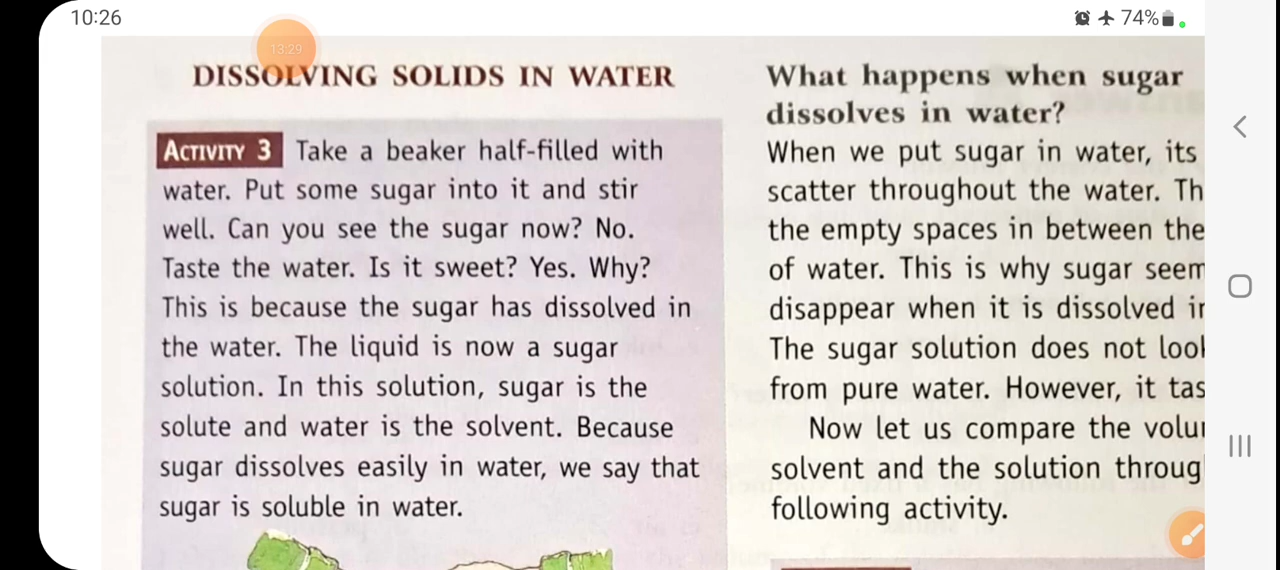 10:26
74%
13:29
DISSOLVING SOLIDS IN WATER
ACTIVITY 3 Take a beaker half-filled with
water. Put some sugar into it and stir
well. Can you see the sugar now? No.
Taste the water. Is it sweet? Yes. Why?
This is because the sugar has dissolved in
the water. The liquid is now a sugar
solution. In this solution, sugar is the
solute and water is the solvent. Because
sugar dissolves easily in water, we say that
sugar is soluble in water.
What happens when sugar
dissolves in water?
When we put sugar in water, its
scatter throughout the water.
the empty spaces in between the
of water. This is why sugar
disappear when it is dissolved
The sugar solution does not
from pure water. However, it
Now let us compare the
solvent and the solution
following activity.